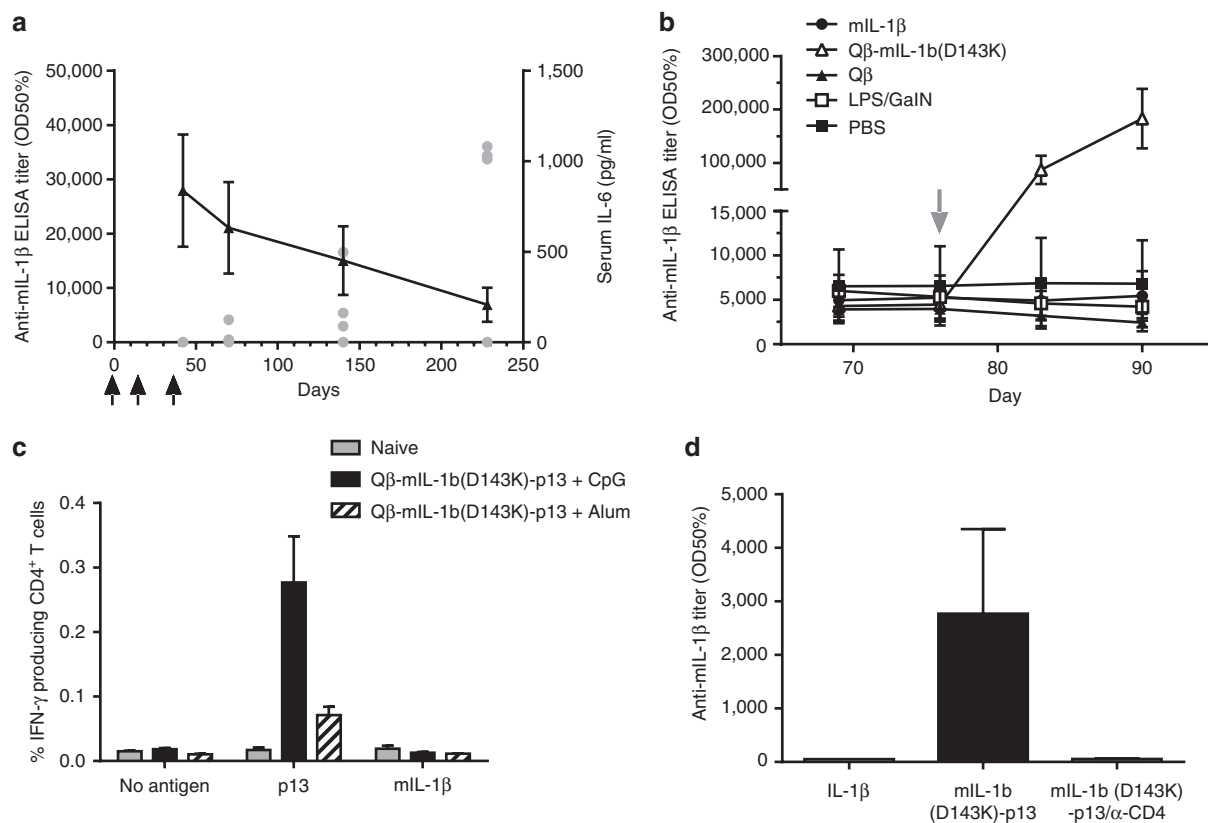 a
Anti-mIL-1β ELISA titer (OD50%)
50,000
40,000
30,000
20,000
10,000
0
1,500
1,000
500
0
Serum IL-6 (pg/ml)
0 50 100 150 200 250
Days
b
mIL-1β
Qβ-mIL-1b(D143K)
Qβ
LPS/GalN
PBS
Anti-mIL-1β ELISA titer (OD50%)
300,000
200,000
100,000
15,000
10,000
5,000
0
70 80 90
Day
c
Naive
Qβ-mIL-1b(D143K)-p13 + CpG
Qβ-mIL-1b(D143K)-p13 + Alum
% IFN-γ producing CD4⁺ T cells
0.4
0.3
0.2
0.1
0.0
No antigen p13 mIL-1β
d
Anti-mIL-1β titer (OD50%)
5,000
4,000
3,000
2,000
1,000
0
IL-1β mIL-1b mIL-1b (D143K)
(D143K)-p13 -p13/α-CD4